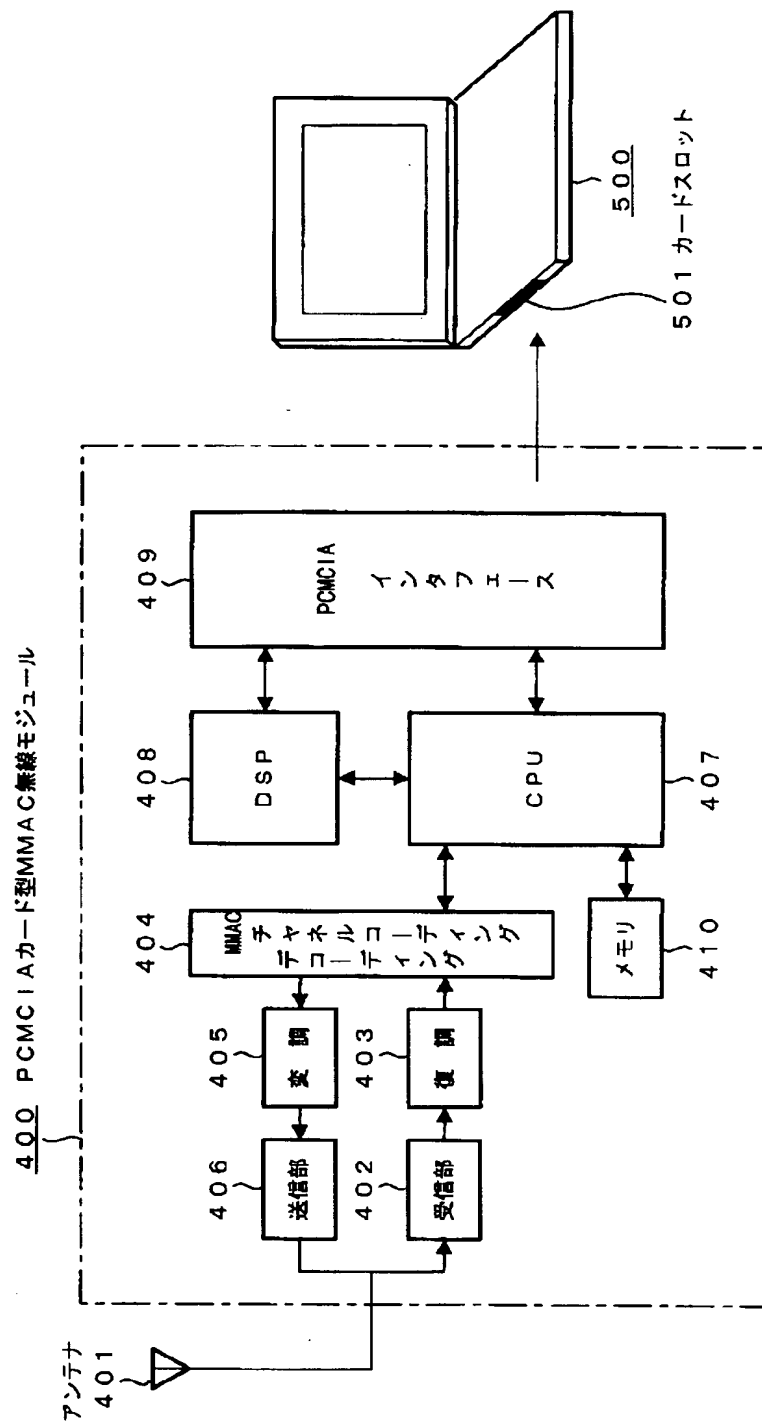 400 PCMCIAカード型MMAC無線モジュール
アンテナ
401
406
送信部
405
変調
404
MMAC
チャネルコーディング
デコーディング
402
受信部
403
復調
408
DSP
409
PCMCIA
インタフェース
CPU
407
メモリ
410
500
501 カードスロット